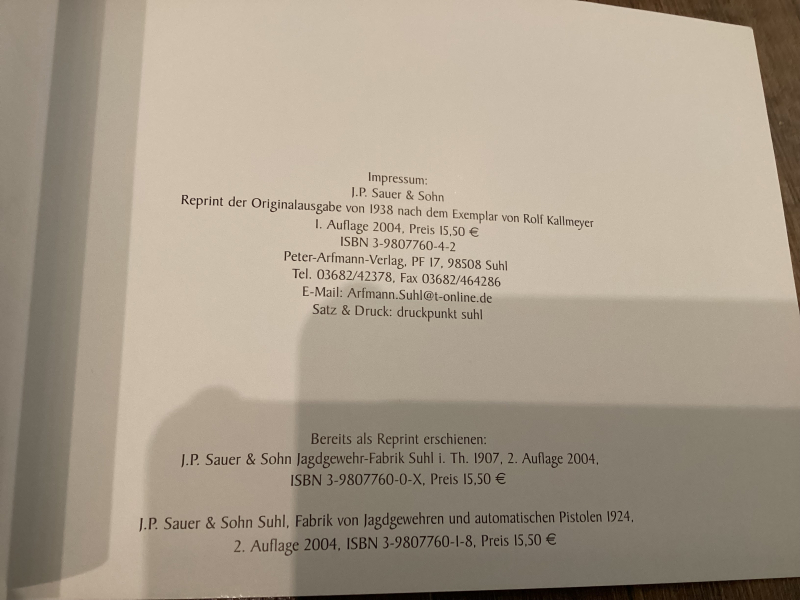 Impressum:
J.P. Sauer & Sohn
Reprint der Originalausgabe von 1938 nach dem Exemplar von Rolf Kallmeyer
1. Auflage 2004, Preis 15,50 €
ISBN 3-9807760-4-2
Peter-Arfmann-Verlag, PF 17, 98508 Suhl
Tel. 03682/42378, Fax 03682/464286
E-Mail: Arfmann.Suhl@t-online.de
Satz & Druck: druckpunkt suhl
Bereits als Reprint erschienen:
J.P. Sauer & Sohn Jagdgewehr-Fabrik Suhl i. Th. 1907, 2. Auflage 2004,
ISBN 3-9807760-0-X, Preis 15,50 €
J.P. Sauer & Sohn Suhl, Fabrik von Jagdgewehren und automatischen Pistolen 1924,
2. Auflage 2004, ISBN 3-9807760-1-8, Preis 15,50 €